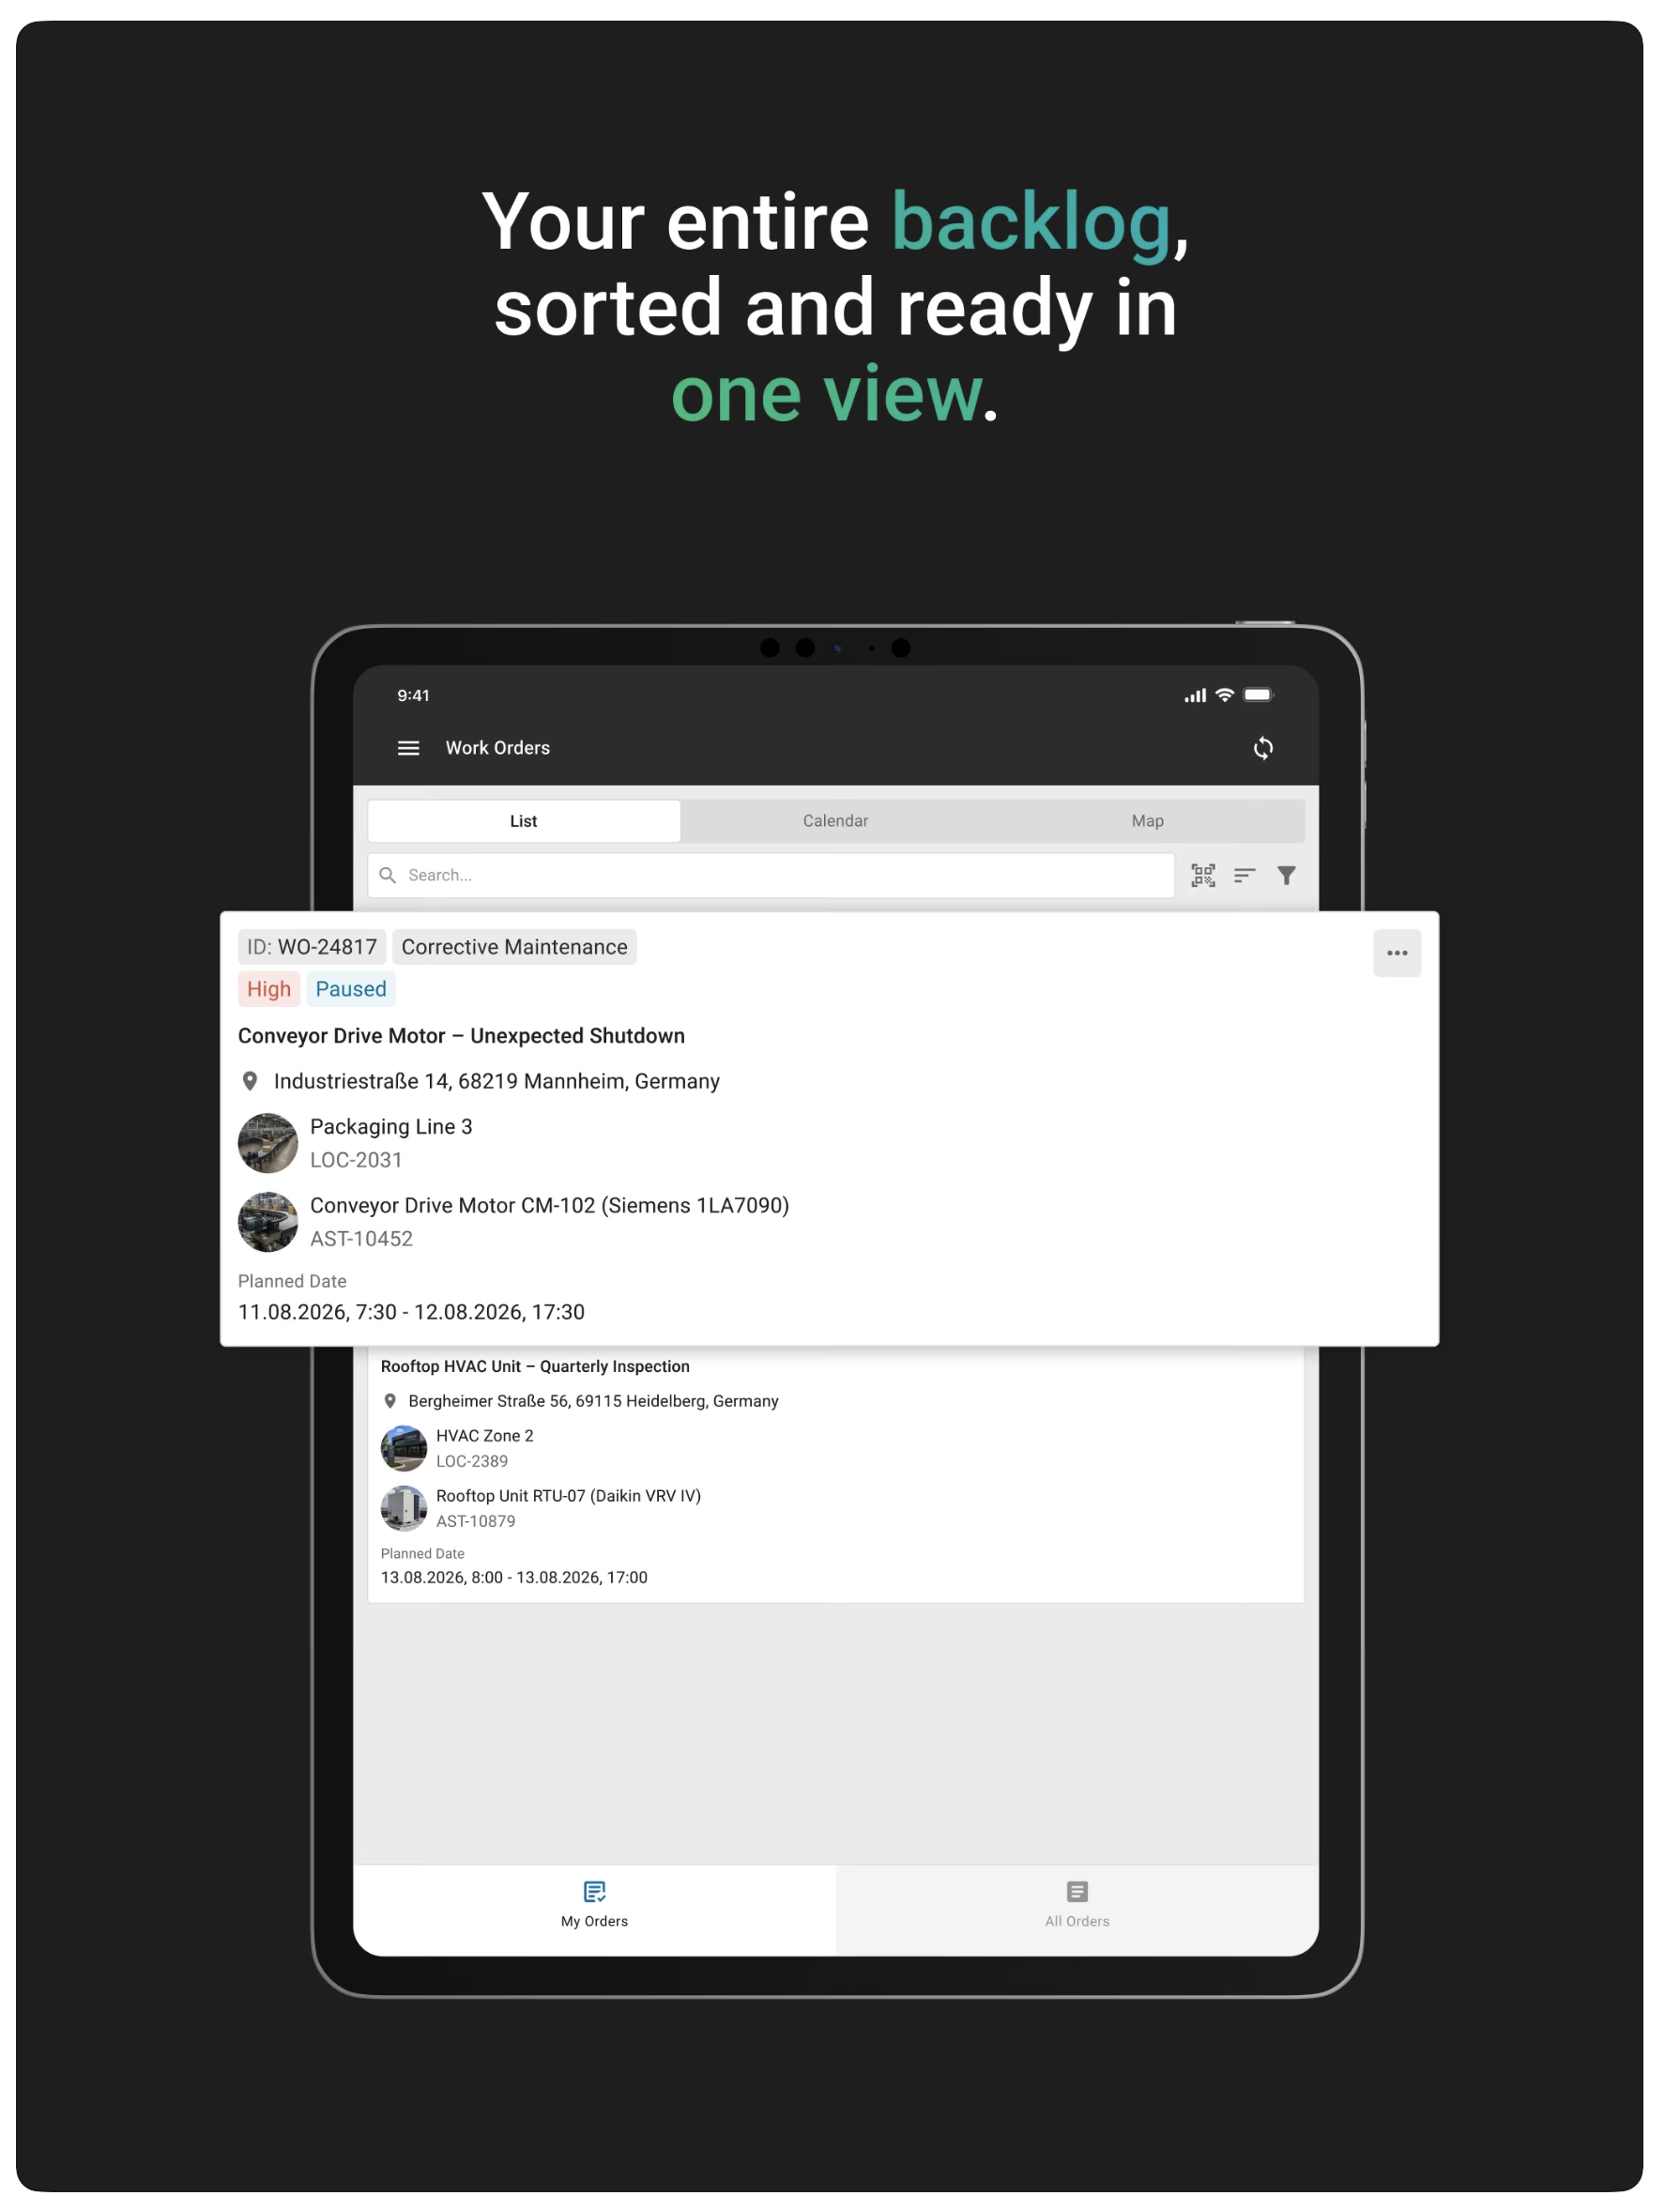 Your entire backlog,
sorted and ready in
one view.
9:41
Work Orders
List Calendar Map
Search...
ID: WO-24817 Corrective Maintenance
High Paused
Conveyor Drive Motor – Unexpected Shutdown
Industriestraße 14, 68219 Mannheim, Germany
Packaging Line 3
LOC-2031
Conveyor Drive Motor CM-102 (Siemens 1LA7090)
AST-10452
Planned Date
11.08.2026, 7:30 - 12.08.2026, 17:30
Rooftop HVAC Unit – Quarterly Inspection
Bergheimer Straße 56, 69115 Heidelberg, Germany
HVAC Zone 2
LOC-2389
Rooftop Unit RTU-07 (Daikin VRV IV)
AST-10879
Planned Date
13.08.2026, 8:00 - 13.08.2026, 17:00
My Orders All Orders